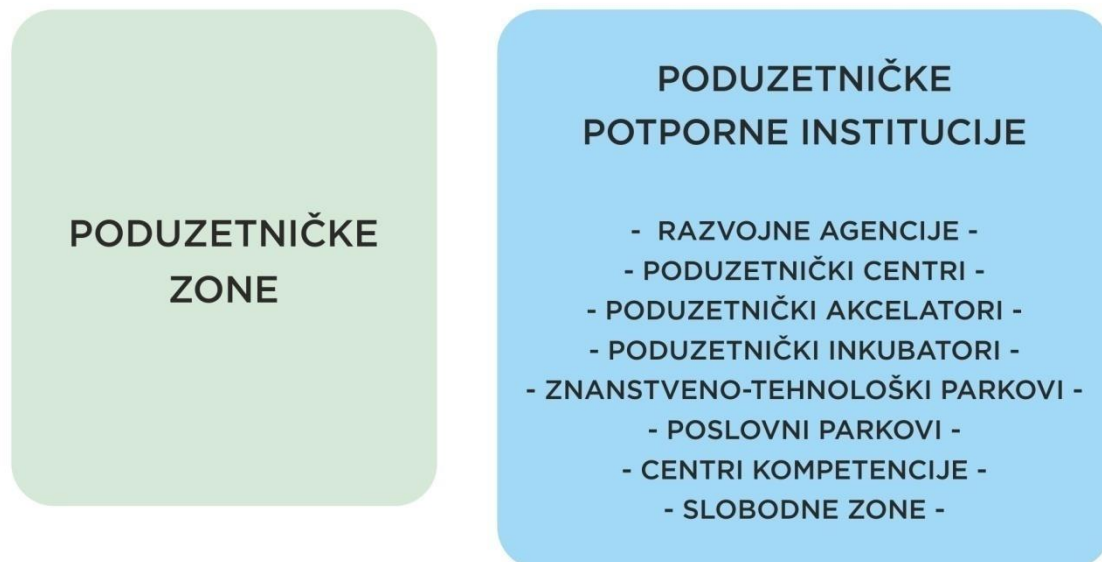 PODUZETNIČKE
ZONE
PODUZETNIČKE
POTPORNE INSTITUCIJE
- RAZVOJNE AGENCIJE -
- PODUZETNIČKI CENTRI -
- PODUZETNIČKI AKCELATORI -
- PODUZETNIČKI INKUBATORI -
- ZNANSTVENO-TEHNOLOŠKI PARKOVI -
- POSLOVNI PARKOVI -
- CENTRI KOMPETENCIJE -
- SLOBODNE ZONE -